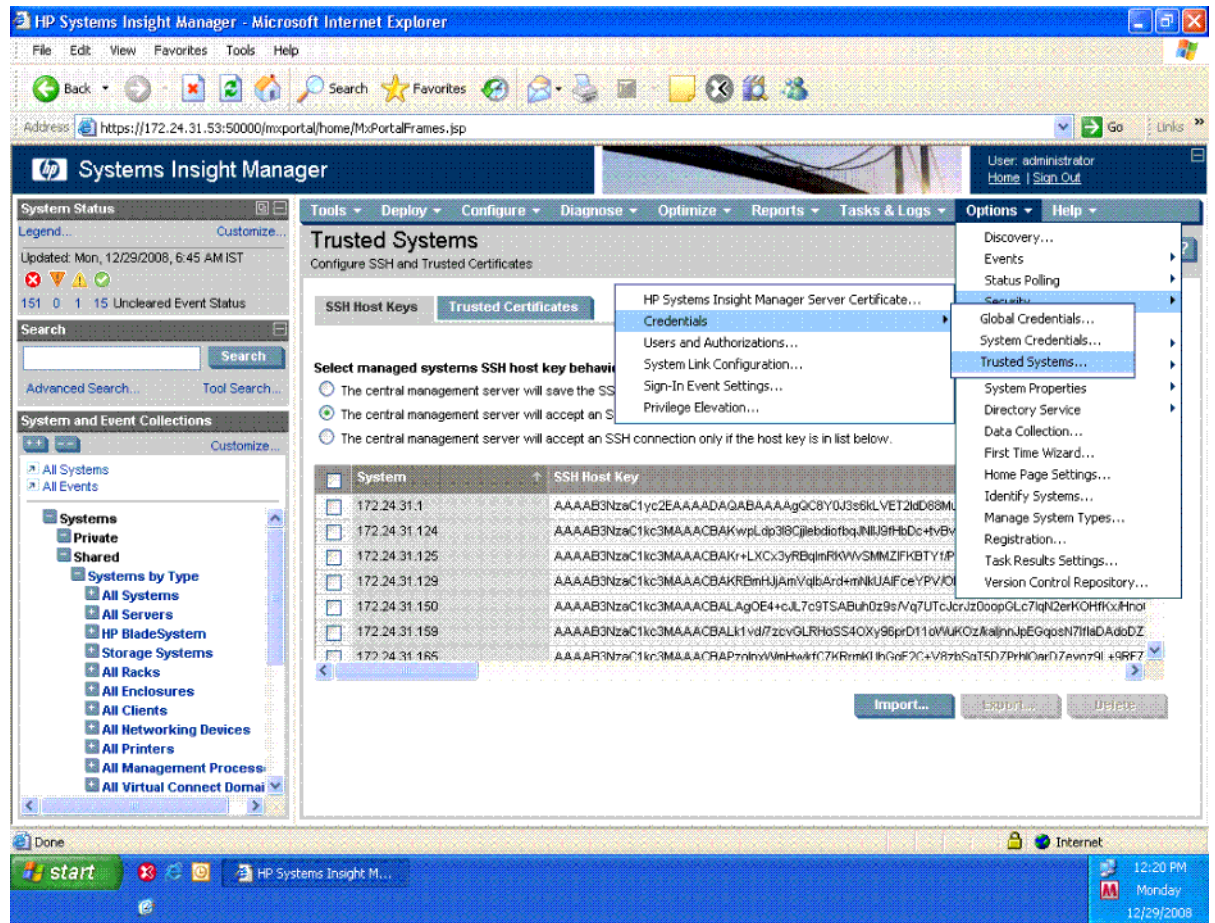 HP Systems Insight Manager - Microsoft Internet Explorer
File Edit View Favorites Tools Help
Back Search Favorites
Address https://172.24.31.53:50000/mxportal/home/MxPortalFrames.jsp Go Links »
hp Systems Insight Manager
User: administrator
Home | Sign Out
System Status
Legend... Customize...
Updated: Mon, 12/29/2008, 6:45 AM IST
151 0 1 15 Uncleared Event Status
Search
Search
Advanced Search... Tool Search...
System and Event Collections
Customize...
All Systems
All Events
Systems
Private
Shared
Systems by Type
All Systems
All Servers
HP BladeSystem
Storage Systems
All Racks
All Enclosures
All Clients
All Networking Devices
All Printers
All Management Process
All Virtual Connect Domai
Tools Deploy Configure Diagnose Optimize Reports Tasks & Logs Options Help
Trusted Systems
Configure SSH and Trusted Certificates
?
SSH Host Keys Trusted Certificates
Select managed systems SSH host key behavi
The central management server will save the SS
The central management server will accept an S
The central management server will accept an SSH connection only if the host key is in list below.
System SSH Host Key
172.24.31.1
172.24.31.124
172.24.31.125
172.24.31.129
172.24.31.150
172.24.31.159
172.24.31.165
Import... Export... Delete
HP Systems Insight Manager Server Certificate...
Credentials
Users and Authorizations...
System Link Configuration...
Sign-In Event Settings...
Privilege Elevation...
Discovery...
Events
Status Polling
Security
Global Credentials...
System Credentials...
Trusted Systems...
System Properties
Directory Service
Data Collection...
First Time Wizard...
Home Page Settings...
Identify Systems...
Manage System Types...
Registration...
Task Results Settings...
Version Control Repository...
Done Internet
start HP Systems Insight M...
12:20 PM
Monday
12/29/2008